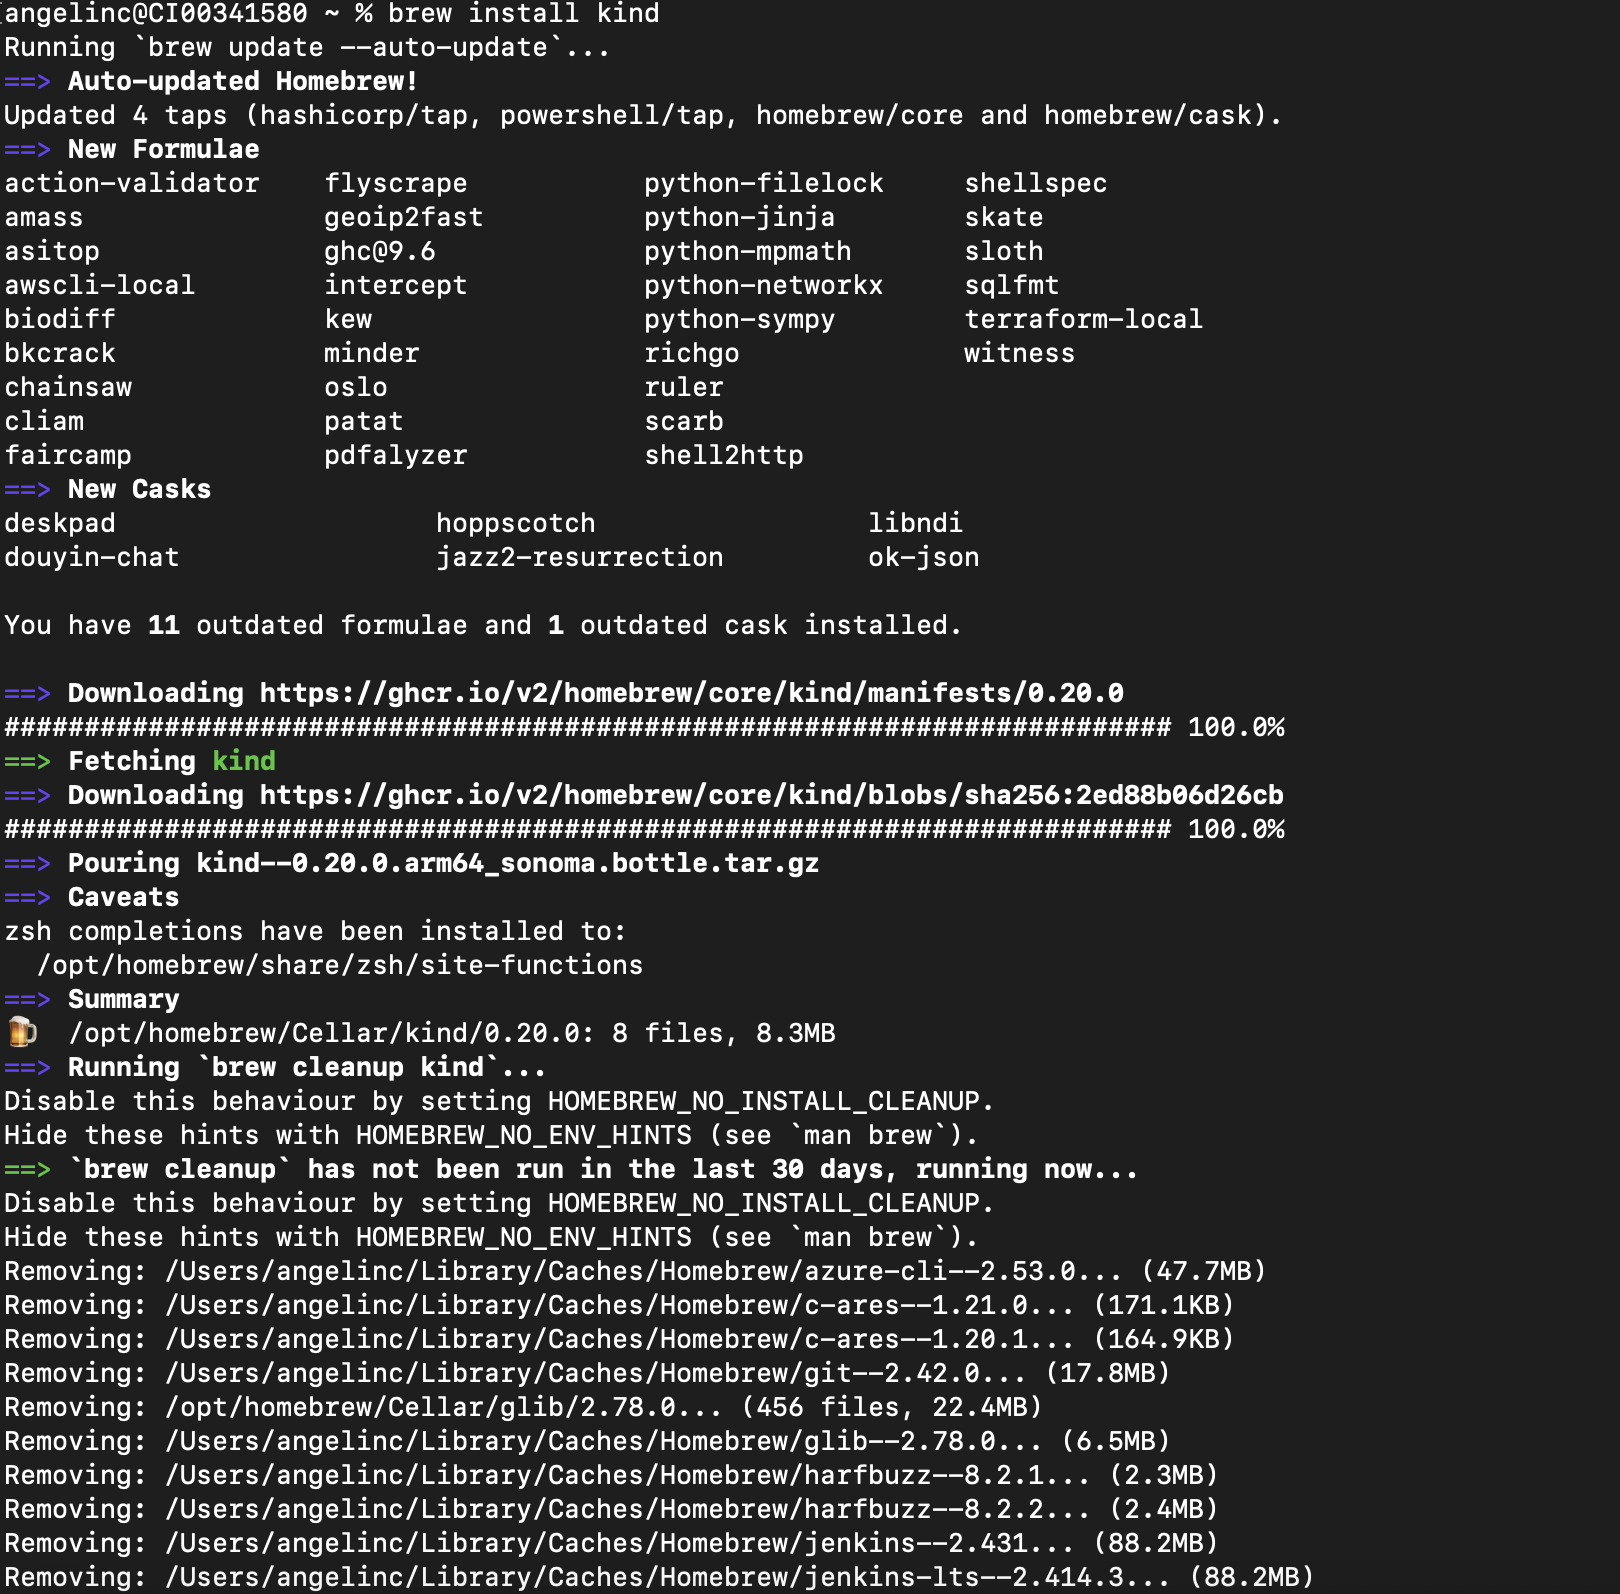 [angelinc@CI00341580 ~ % brew install kind
Running `brew update --auto-update`...
==> Auto-updated Homebrew!
Updated 4 taps (hashicorp/tap, powershell/tap, homebrew/core and homebrew/cask).
==> New Formulae
action-validator    flyscrape           python-filelock     shellspec
amass               geoip2fast          python-jinja        skate
asitop              ghc@9.6             python-mpmath       sloth
awscli-local        intercept           python-networkx     sqlfmt
biodiff             kew                 python-sympy        terraform-local
bkcrack             minder              richgo              witness
chainsaw            oslo                ruler
cliam               patat               scarb
faircamp            pdfalyzer           shell2http
==> New Casks
deskpad                    hoppscotch                 libndi
douyin-chat                jazz2-resurrection         ok-json
You have 11 outdated formulae and 1 outdated cask installed.
==> Downloading https://ghcr.io/v2/homebrew/core/kind/manifests/0.20.0
######################################################################### 100.0%
==> Fetching kind
==> Downloading https://ghcr.io/v2/homebrew/core/kind/blobs/sha256:2ed88b06d26cb
######################################################################### 100.0%
==> Pouring kind--0.20.0.arm64_sonoma.bottle.tar.gz
==> Caveats
zsh completions have been installed to:
  /opt/homebrew/share/zsh/site-functions
==> Summary
🍺  /opt/homebrew/Cellar/kind/0.20.0: 8 files, 8.3MB
==> Running `brew cleanup kind`...
Disable this behaviour by setting HOMEBREW_NO_INSTALL_CLEANUP.
Hide these hints with HOMEBREW_NO_ENV_HINTS (see `man brew`).
==> `brew cleanup` has not been run in the last 30 days, running now...
Disable this behaviour by setting HOMEBREW_NO_INSTALL_CLEANUP.
Hide these hints with HOMEBREW_NO_ENV_HINTS (see `man brew`).
Removing: /Users/angelinc/Library/Caches/Homebrew/azure-cli--2.53.0... (47.7MB)
Removing: /Users/angelinc/Library/Caches/Homebrew/c-ares--1.21.0... (171.1KB)
Removing: /Users/angelinc/Library/Caches/Homebrew/c-ares--1.20.1... (164.9KB)
Removing: /Users/angelinc/Library/Caches/Homebrew/git--2.42.0... (17.8MB)
Removing: /opt/homebrew/Cellar/glib/2.78.0... (456 files, 22.4MB)
Removing: /Users/angelinc/Library/Caches/Homebrew/glib--2.78.0... (6.5MB)
Removing: /Users/angelinc/Library/Caches/Homebrew/harfbuzz--8.2.1... (2.3MB)
Removing: /Users/angelinc/Library/Caches/Homebrew/harfbuzz--8.2.2... (2.4MB)
Removing: /Users/angelinc/Library/Caches/Homebrew/jenkins--2.431... (88.2MB)
Removing: /Users/angelinc/Library/Caches/Homebrew/jenkins-lts--2.414.3... (88.2MB)